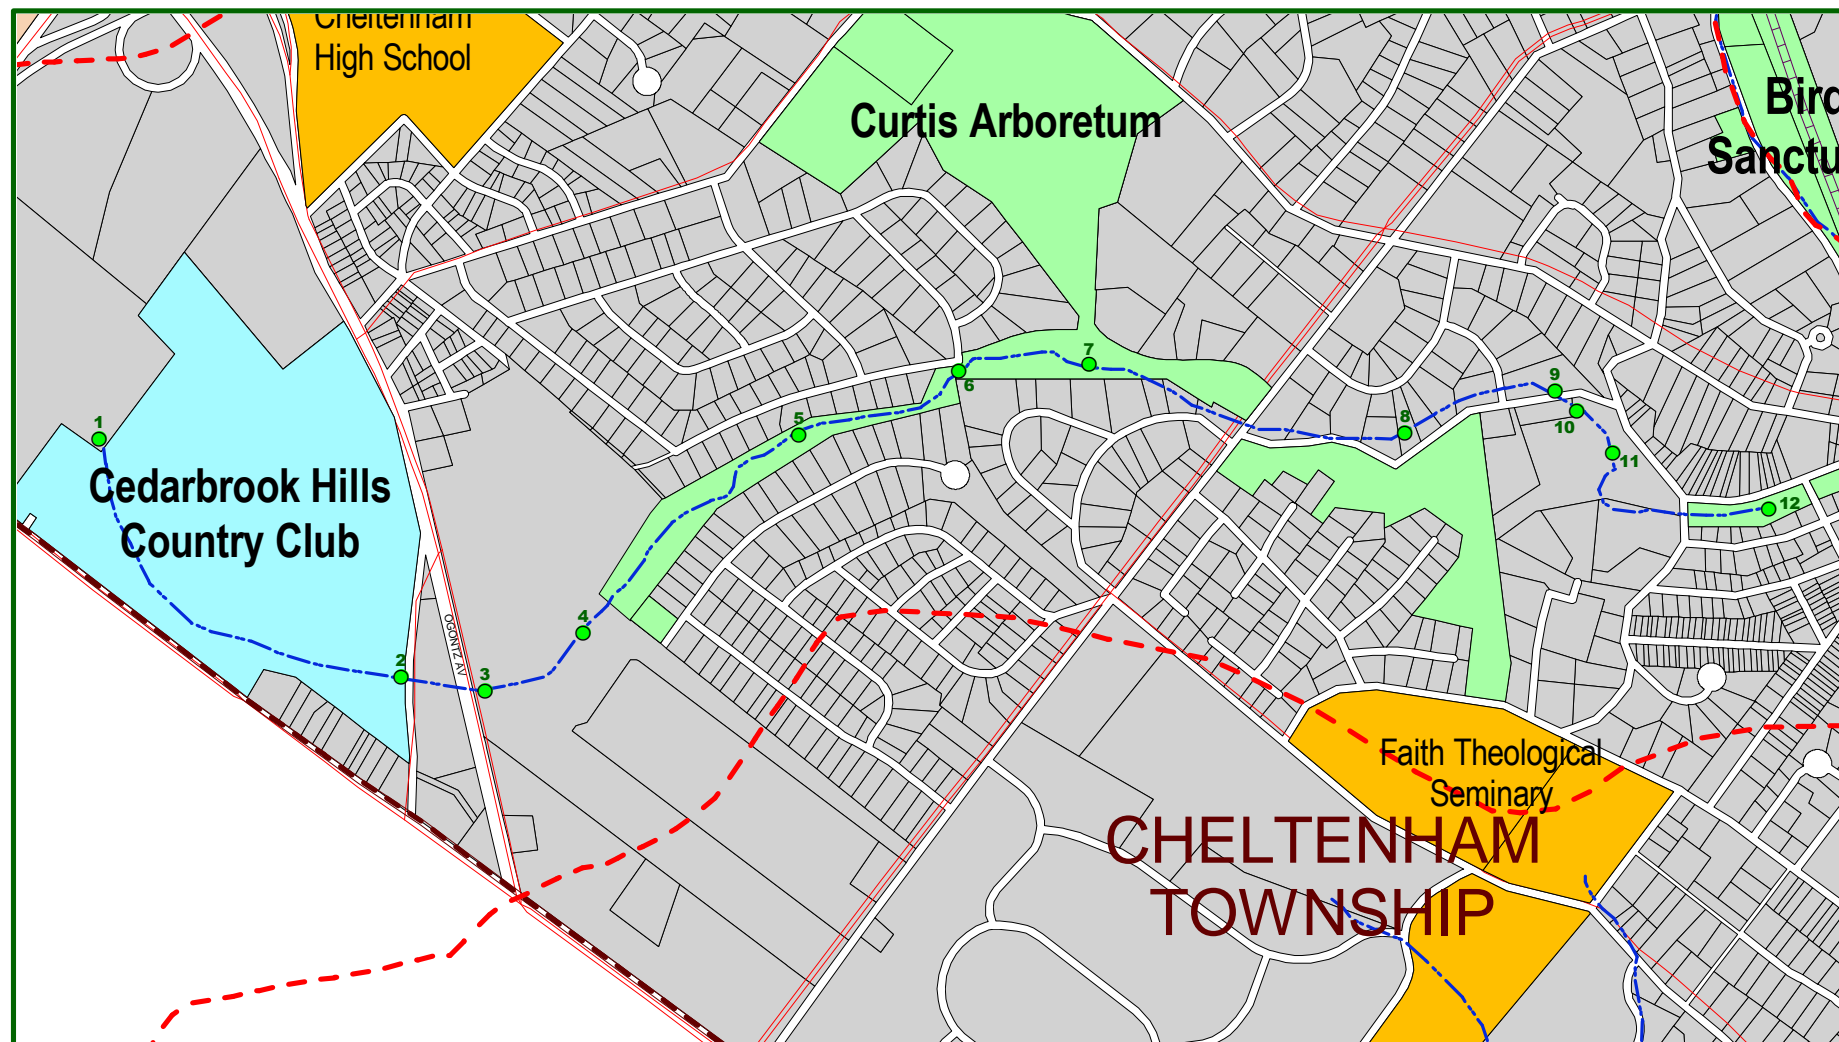 Cheltenham
High School
Curtis Arboretum
Bird
Sanctu
Cedarbrook Hills
Country Club
OGONTZ AV
Faith Theological
Seminary
CHELTENHAM
TOWNSHIP
1
2
3
4
5
6
7
8
9
10
11
12